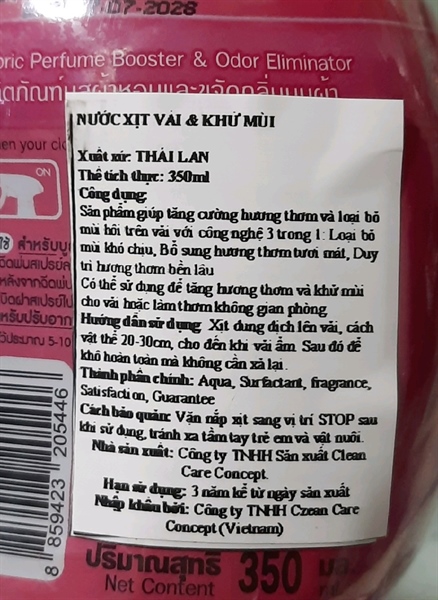 07-2028
bric Perfume Booster & Odor Eliminator
NƯỚC XỊT VẢI & KHỬ MÙI
Xuất xứ: THÁI LAN
Thể tích thực: 350ml
Công dụng:
Sản phẩm giúp tăng cường hương thơm và loại bỏ
mùi hôi trên vải với công nghệ 3 trong 1: Loại bỏ
mùi khó chịu, Bổ sung hương thơm tươi mát, Duy
trì hương thơm bền lâu
Có thể sử dụng để tăng hương thơm và khử mùi
cho vải hoặc làm thơm không gian phòng
Hướng dẫn sử dụng: Xịt dung dịch lên vải, cách
vật thể 20-30cm, cho đến khi vải ẩm. Sau đó để
khô hoàn toàn mà không cần xả lại.
Thành phần chính: Aqua, Surfactant, fragrance,
Satisfaction, Guarantee
Cách bảo quản: Vặn nắp xịt sang vị trí STOP sau
khi sử dụng, tránh xa tầm tay trẻ em và vật nuôi.
Nhà sản xuất: Công ty TNHH Sản xuất Clean
Care Concept.
Hạn sử dụng: 3 năm kể từ ngày sản xuất
Nhập khẩu bởi: Công ty TNHH Czean Care
Concept (Vietnam)
ON
5-10
8 859423 205446
ปริมาณสุทธิ 350
Net Content